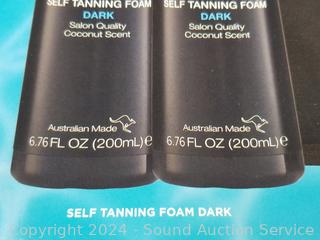 SELF TANNING FOAM
DARK
Salon Quality
Coconut Scent
Australian Made
6.76 FL OZ (200mL) e
SELF TANNING FOAM
DARK
Salon Quality
Coconut Scent
Australian Made
6.76 FL OZ (200mL) e
SELF TANNING FOAM DARK
Copyright 2024 - Sound Auction Service